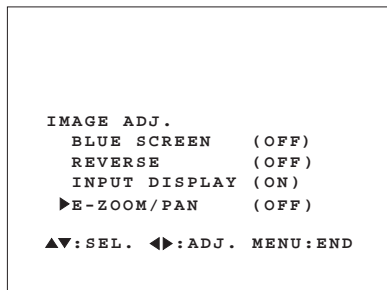 IMAGE ADJ.
BLUE SCREEN (OFF)
REVERSE (OFF)
INPUT DISPLAY (ON)
▶E-ZOOM/PAN (OFF)
▲▼:SEL. ◀▶:ADJ. MENU:END